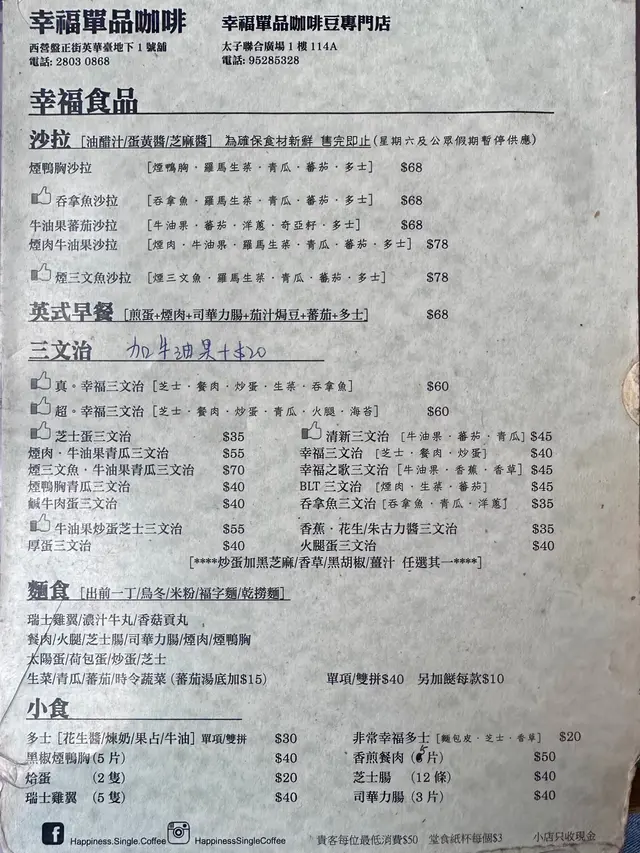 幸福單品咖啡
西營盤正街英華臺地下 1 號舖
電話: 2803 0868
幸福單品咖啡豆專門店
太子聯合廣場 1 樓 114A
電話: 95285328
幸福食品
沙拉 [油醋汁/蛋黃醬/芝麻醬] 為確保食材新鮮 售完即止(星期六及公眾假期暫停供應)
煙鴨胸沙拉 [煙鴨胸．羅馬生菜．青瓜．蕃茄．多士] $68
吞拿魚沙拉 [吞拿魚．羅馬生菜．青瓜．蕃茄．多士] $68
牛油果蕃茄沙拉 [牛油果．蕃茄．洋蔥．奇亞籽．多士] $68
煙肉牛油果沙拉 [煙肉．牛油果．羅馬生菜．青瓜．蕃茄．多士] $78
煙三文魚沙拉 [煙三文魚．羅馬生菜．青瓜．蕃茄．多士] $78
英式早餐 [煎蛋+煙肉+司華力腸+茄汁焗豆+蕃茄+多士] $68
三文治 加牛油果+$20
真。幸福三文治 [芝士．餐肉．炒蛋．生菜．吞拿魚] $60
超。幸福三文治 [芝士．餐肉．炒蛋．青瓜．火腿．海苔] $60
芝士蛋三文治 $35 清新三文治 [牛油果．蕃茄．青瓜] $45
煙肉．牛油果青瓜三文治 $55 幸福三文治 [芝士．餐肉．炒蛋] $40
煙三文魚．牛油果青瓜三文治 $70 幸福之歌三文治 [牛油果．香蕉．香草] $45
煙鴨胸青瓜三文治 $40 BLT 三文治 [煙肉．生菜．蕃茄] $45
鹹牛肉蛋三文治 $40 吞拿魚三文治 [吞拿魚．青瓜．洋蔥] $35
牛油果炒蛋芝士三文治 $55 香蕉．花生/朱古力醬三文治 $35
厚蛋三文治 $40 火腿蛋三文治 $40
[****炒蛋加黑芝麻/香草/黑胡椒/薑汁 任選其一****]
麵食 [出前一丁/烏冬/米粉/福字麵/乾撈麵]
瑞士雞翼/濃汁牛丸/香菇貢丸
餐肉/火腿/芝士腸/司華力腸/煙肉/煙鴨胸
太陽蛋/荷包蛋/炒蛋/芝士
生菜/青瓜/蕃茄/時令蔬菜 (蕃茄湯底加$15) 單項/雙拼$40 另加餸每款$10
小食
多士 [花生醬/煉奶/果占/牛油] 單項/雙拼 $30 非常幸福多士 [麵包皮．芝士．香草] $20
黑椒煙鴨胸 (5 片) $40 香煎餐肉 (5 片) $50
烚蛋 (2 隻) $20 芝士腸 (12 條) $40
瑞士雞翼 (5 隻) $40 司華力腸 (3 片) $40
Happiness.Single.Coffee HappinessSingleCoffee 貴客每位最低消費$50 堂食紙杯每個$3 小店只收現金